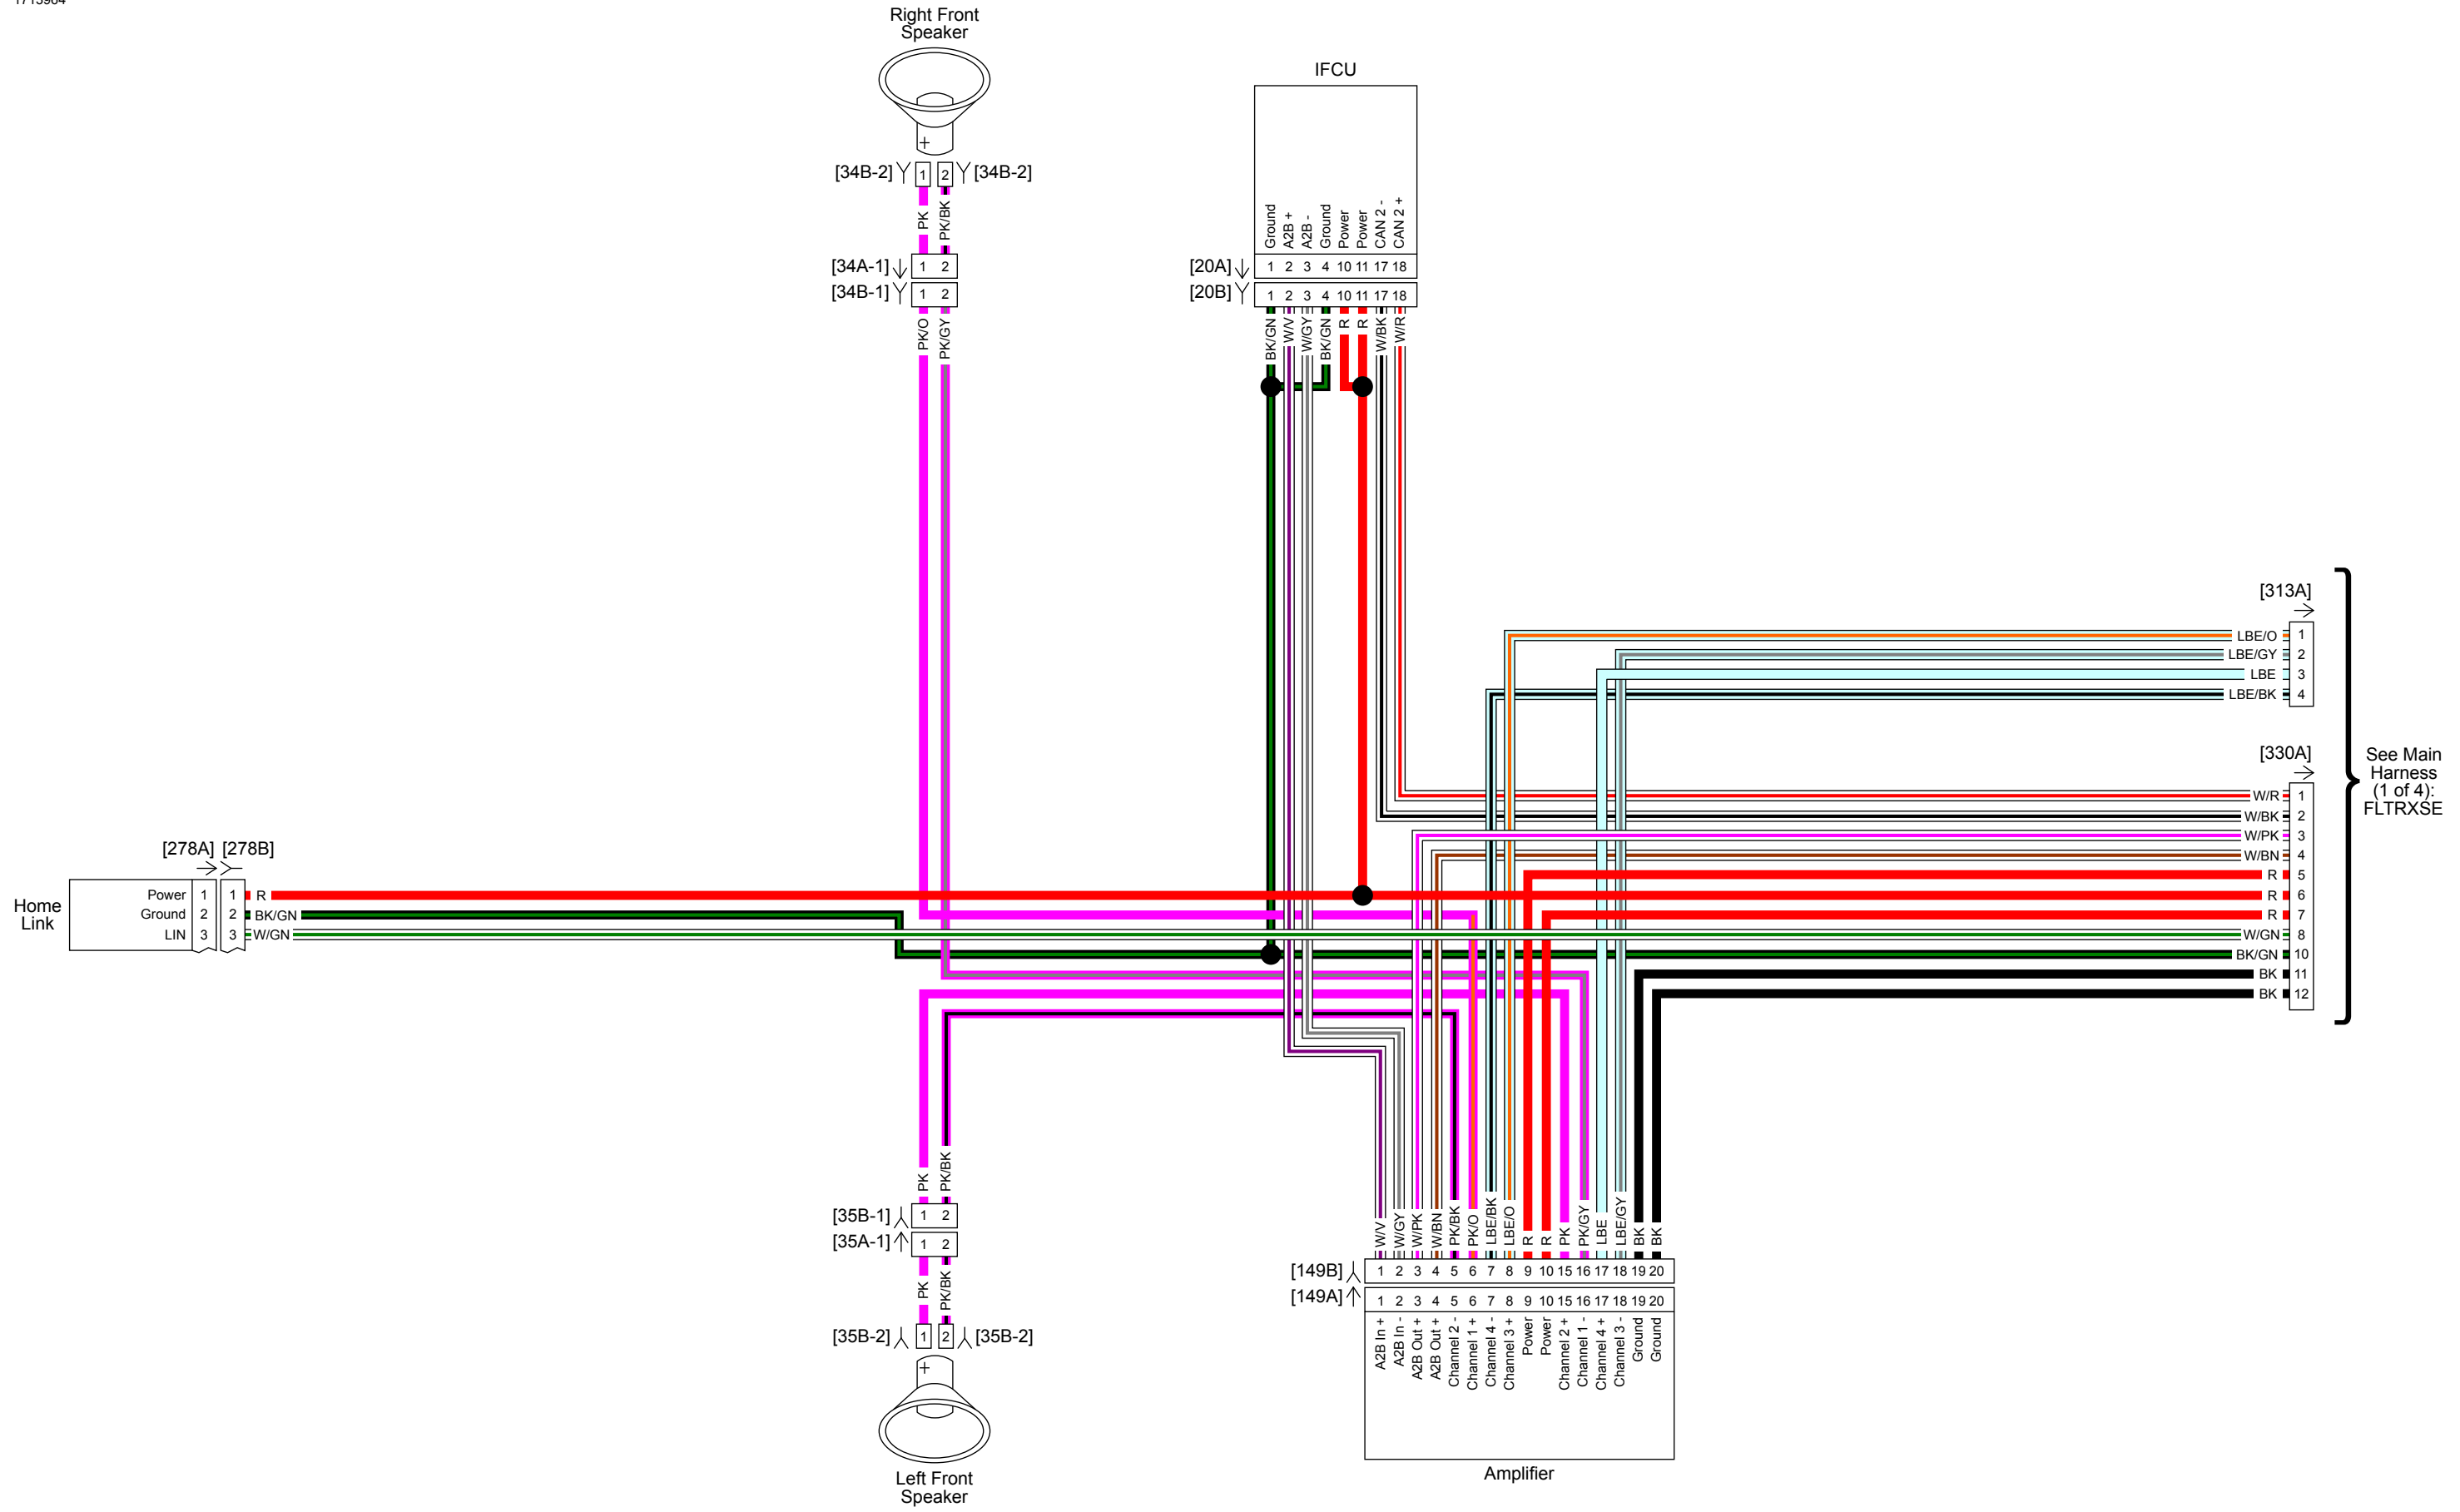 Right Front
Speaker
IFCU
[34B-2] 1 2 [34B-2]
PK PK/BK
Ground A2B + A2B - Ground Power Power CAN 2 - CAN 2 +
[34A-1] 1 2
[34B-1] 1 2
[20A] 1 2 3 4 10 11 17 18
[20B] 1 2 3 4 10 11 17 18
PK/O PK/GY
BK/GN W/V W/GY BK/GN R R W/BK W/R
[313A]
LBE/O 1
LBE/GY 2
LBE 3
LBE/BK 4
[330A]
W/R 1
W/BK 2
W/PK 3
W/BN 4
R 5
R 6
R 7
W/GN 8
BK/GN 10
BK 11
BK 12
See Main
Harness
(1 of 4):
FLTRXSE
[278A] [278B]
Home
Link
Power 1 1 R
Ground 2 2 BK/GN
LIN 3 3 W/GN
PK PK/BK
[35B-1] 1 2
[35A-1] 1 2
PK PK/BK
[35B-2] 1 2 [35B-2]
Left Front
Speaker
W/V W/GY W/PK W/BN PK/BK PK/O LBE/BK LBE/O R R PK PK/GY LBE LBE/GY BK BK
[149B] 1 2 3 4 5 6 7 8 9 10 15 16 17 18 19 20
[149A] 1 2 3 4 5 6 7 8 9 10 15 16 17 18 19 20
A2B In + A2B In - A2B Out + A2B Out + Channel 2 - Channel 1 + Channel 4 - Channel 3 + Power Power Channel 2 + Channel 1 - Channel 4 + Channel 3 - Ground Ground
Amplifier